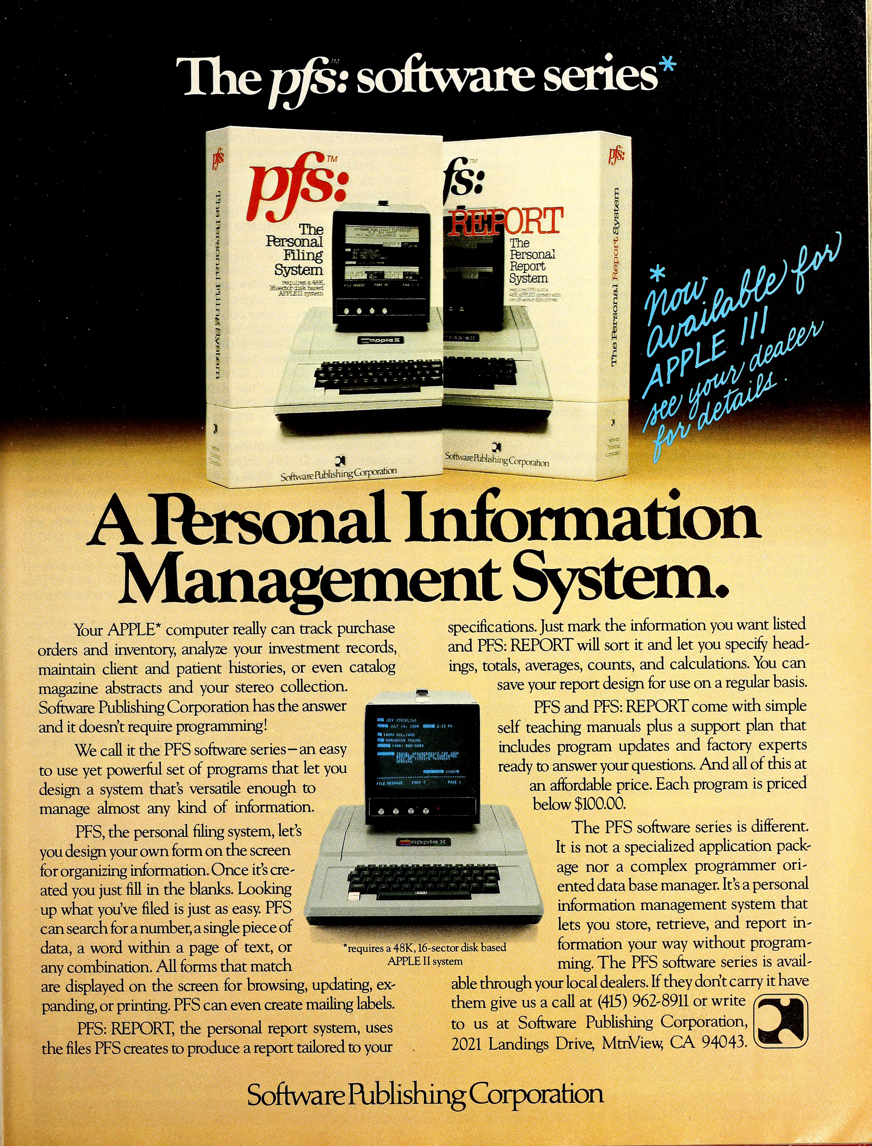 The pfs:™ software series*
pfs:
The Personal Filing System
pfs:™
The
Personal
Filing
System
requires a 48K,
16-sector disk based
APPLE II system
apple II
Software Publishing Corporation
fs:™
REPORT
The
Personal
Report
System
Software Publishing Corporation
pfs:
The Personal Report System
*
Now
available for
APPLE III
see your dealer
for details.
A Personal Information
Management System.
Your APPLE* computer really can track purchase
orders and inventory, analyze your investment records,
maintain client and patient histories, or even catalog
magazine abstracts and your stereo collection.
Software Publishing Corporation has the answer
and it doesn't require programming!
We call it the PFS software series—an easy
to use yet powerful set of programs that let you
design a system that's versatile enough to
manage almost any kind of information.
PFS, the personal filing system, let's
you design your own form on the screen
for organizing information. Once it's cre-
ated you just fill in the blanks. Looking
up what you've filed is just as easy. PFS
can search for a number, a single piece of
data, a word within a page of text, or
any combination. All forms that match
are displayed on the screen for browsing, updating, ex-
panding, or printing. PFS can even create mailing labels.
PFS: REPORT, the personal report system, uses
the files PFS creates to produce a report tailored to your
apple II
*requires a 48K, 16-sector disk based
APPLE II system
specifications. Just mark the information you want listed
and PFS: REPORT will sort it and let you specify head-
ings, totals, averages, counts, and calculations. You can
save your report design for use on a regular basis.
PFS and PFS: REPORT come with simple
self teaching manuals plus a support plan that
includes program updates and factory experts
ready to answer your questions. And all of this at
an affordable price. Each program is priced
below $100.00.
The PFS software series is different.
It is not a specialized application pack-
age nor a complex programmer ori-
ented data base manager. It's a personal
information management system that
lets you store, retrieve, and report in-
formation your way without program-
ming. The PFS software series is avail-
able through your local dealers. If they don't carry it have
them give us a call at (415) 962-8911 or write
to us at Software Publishing Corporation,
2021 Landings Drive, Mtn View, CA 94043.
Software Publishing Corporation